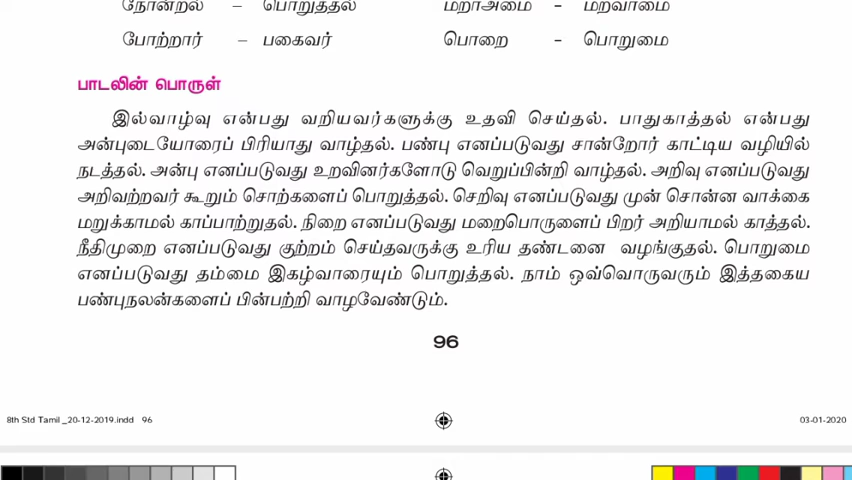 நோன்றல் – பொறுத்தல் மறாஅமை - மறவாமை
போற்றார் – பகைவர் பொறை - பொறுமை
பாடலின் பொருள்
இல்வாழ்வு என்பது வறியவர்களுக்கு உதவி செய்தல். பாதுகாத்தல் என்பது
அன்புடையோரைப் பிரியாது வாழ்தல். பண்பு எனப்படுவது சான்றோர் காட்டிய வழியில்
நடத்தல். அன்பு எனப்படுவது உறவினர்களோடு வெறுப்பின்றி வாழ்தல். அறிவு எனப்படுவது
அறிவற்றவர் கூறும் சொற்களைப் பொறுத்தல். செறிவு எனப்படுவது முன் சொன்ன வாக்கை
மறுக்காமல் காப்பாற்றுதல். நிறை எனப்படுவது மறைபொருளைப் பிறர் அறியாமல் காத்தல்.
நீதிமுறை எனப்படுவது குற்றம் செய்தவருக்கு உரிய தண்டனை வழங்குதல். பொறுமை
எனப்படுவது தம்மை இகழ்வாரையும் பொறுத்தல். நாம் ஒவ்வொருவரும் இத்தகைய
பண்புநலன்களைப் பின்பற்றி வாழவேண்டும்.
96
8th Std Tamil _20-12-2019.indd 96 03-01-2020